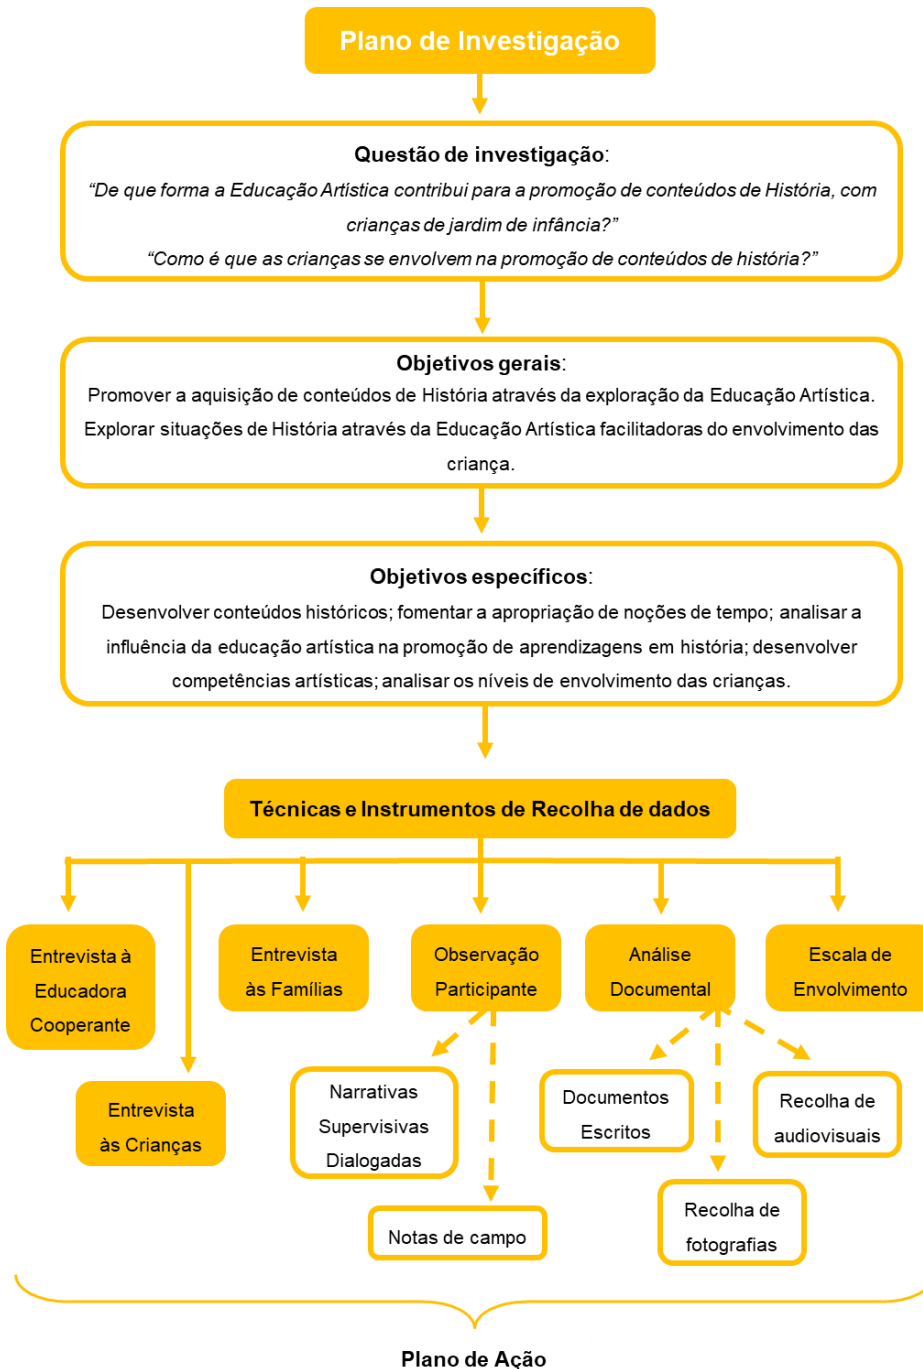 Plano de Investigação
Questão de investigação:
“De que forma a Educação Artística contribui para a promoção de conteúdos de História, com
crianças de jardim de infância?”
“Como é que as crianças se envolvem na promoção de conteúdos de história?”
Objetivos gerais:
Promover a aquisição de conteúdos de História através da exploração da Educação Artística.
Explorar situações de História através da Educação Artística facilitadoras do envolvimento das
criança.
Objetivos específicos:
Desenvolver conteúdos históricos; fomentar a apropriação de noções de tempo; analisar a
influência da educação artística na promoção de aprendizagens em história; desenvolver
competências artísticas; analisar os níveis de envolvimento das crianças.
Técnicas e Instrumentos de Recolha de dados
Entrevista à
Educadora
Cooperante
Entrevista
às Crianças
Entrevista
às Famílias
Observação
Participante
Análise
Documental
Escala de
Envolvimento
Narrativas
Supervisivas
Dialogadas
Notas de campo
Documentos
Escritos
Recolha de
fotografias
Recolha de
audiovisuais
Plano de Ação